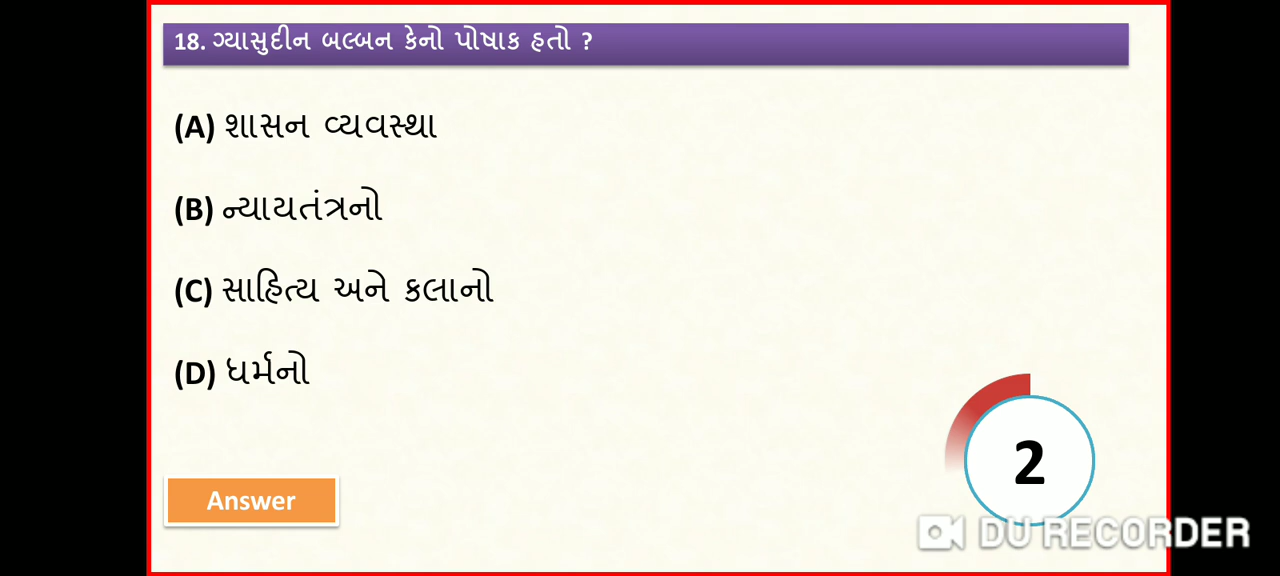 18. ગ્યાસુદીન બલ્બન કેનો પોષાક હતો ?
(A) શાસન વ્યવસ્થા
(B) ન્યાયતંત્રનો
(C) સાહિત્ય અને કલાનો
(D) ધર્મનો
2
Answer
DU RECORDER